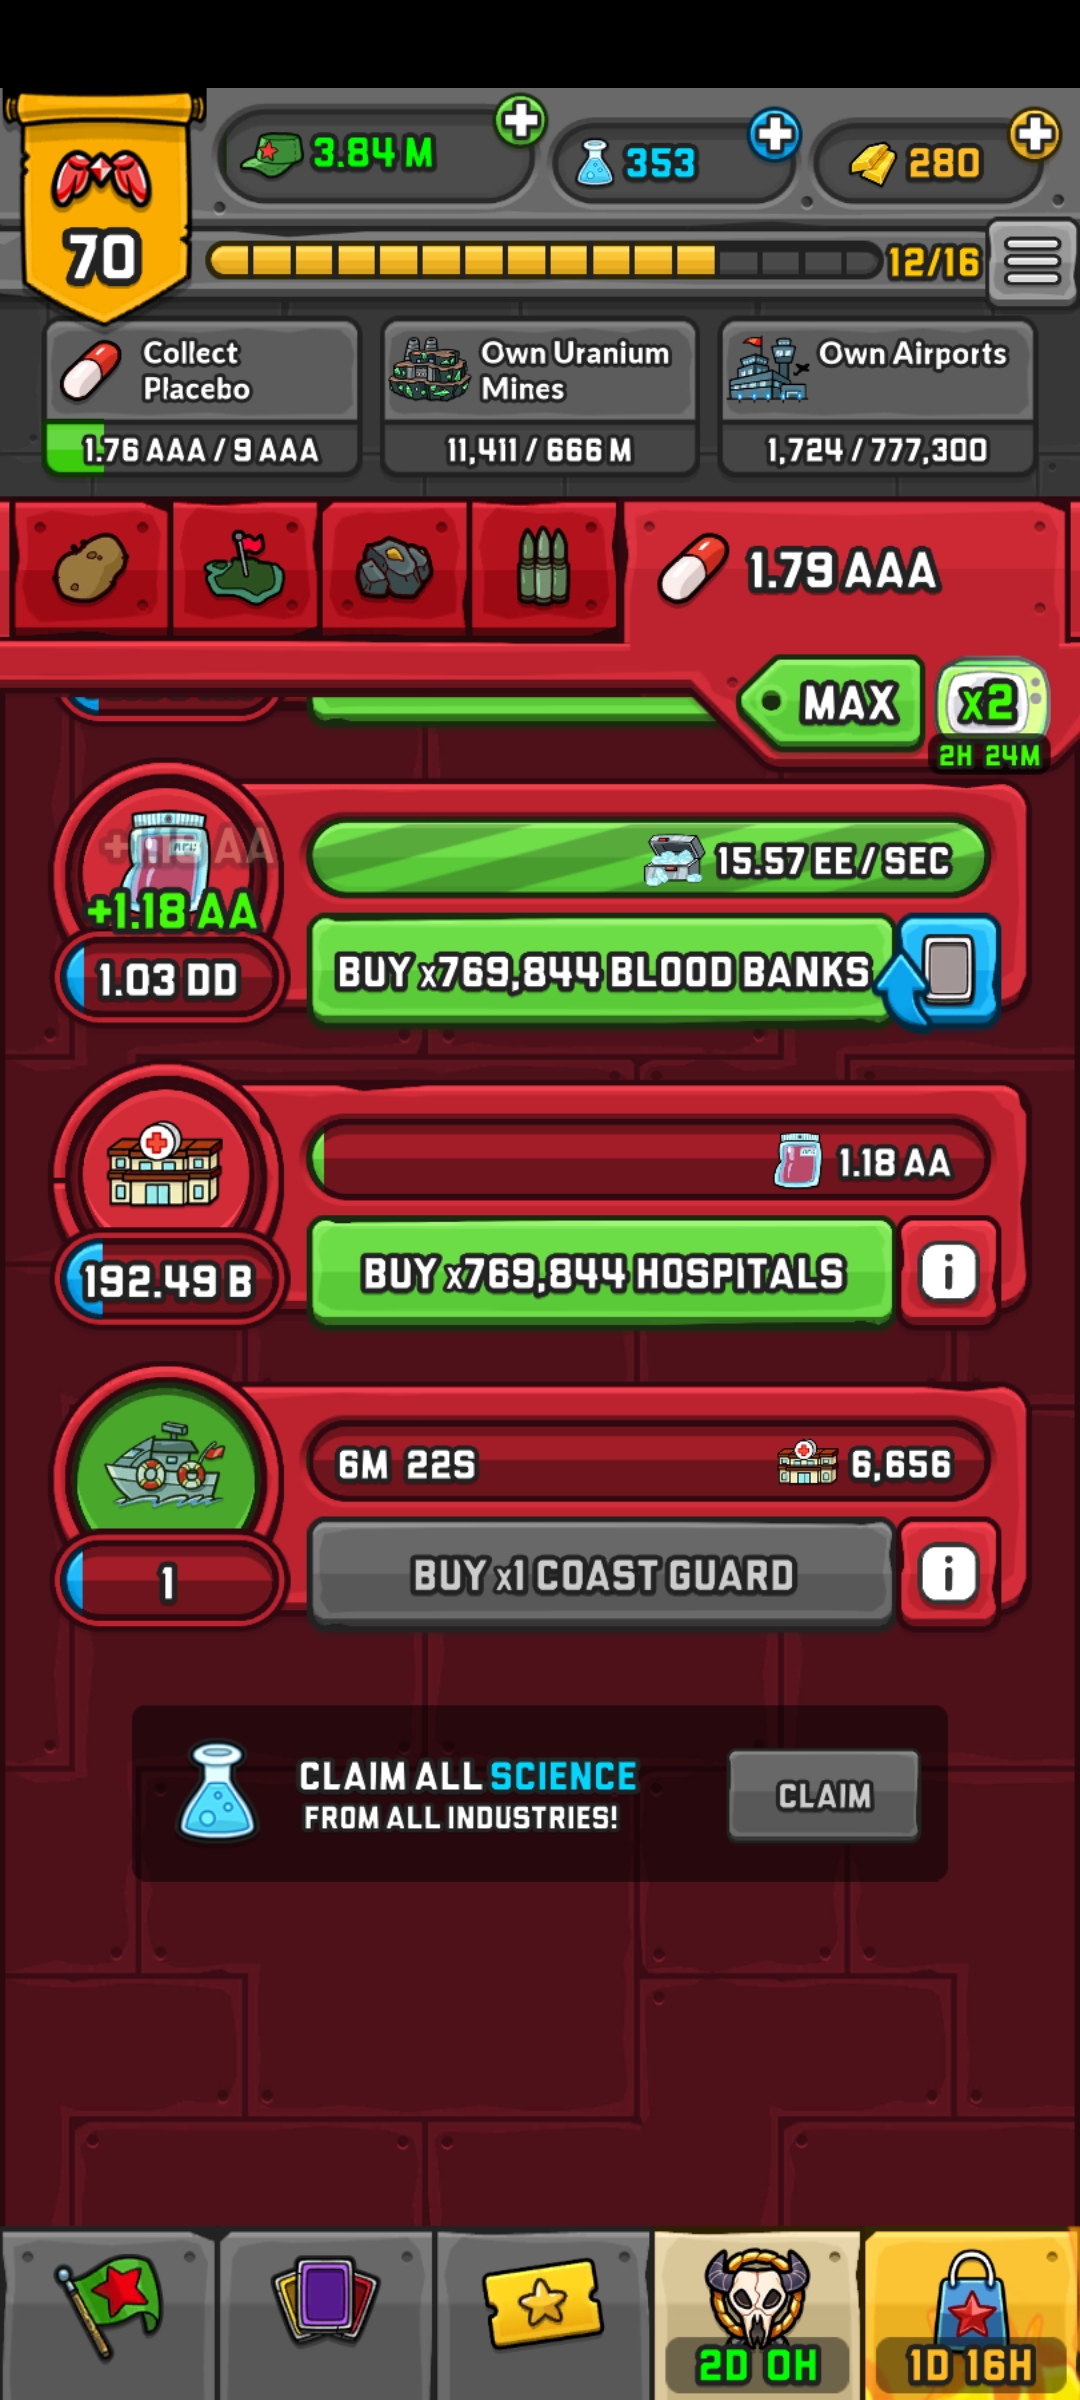 3.84 M
353
280
70
12/16
Collect
Placebo
Own Uranium
Mines
Own Airports
1.76 AAA / 9 AAA
11,411 / 666 M
1,724 / 777,300
1.79 AAA
MAX
x2
2H 24M
15.57 EE / SEC
+1.18 AA
+1.18 AA
1.03 DD
BUY x769,844 BLOOD BANKS
1.18 AA
192.49 B
BUY x769,844 HOSPITALS
i
6M 22S
6,656
1
BUY x1 COAST GUARD
i
CLAIM ALL SCIENCE
FROM ALL INDUSTRIES!
CLAIM
2D 0H
1D 16H